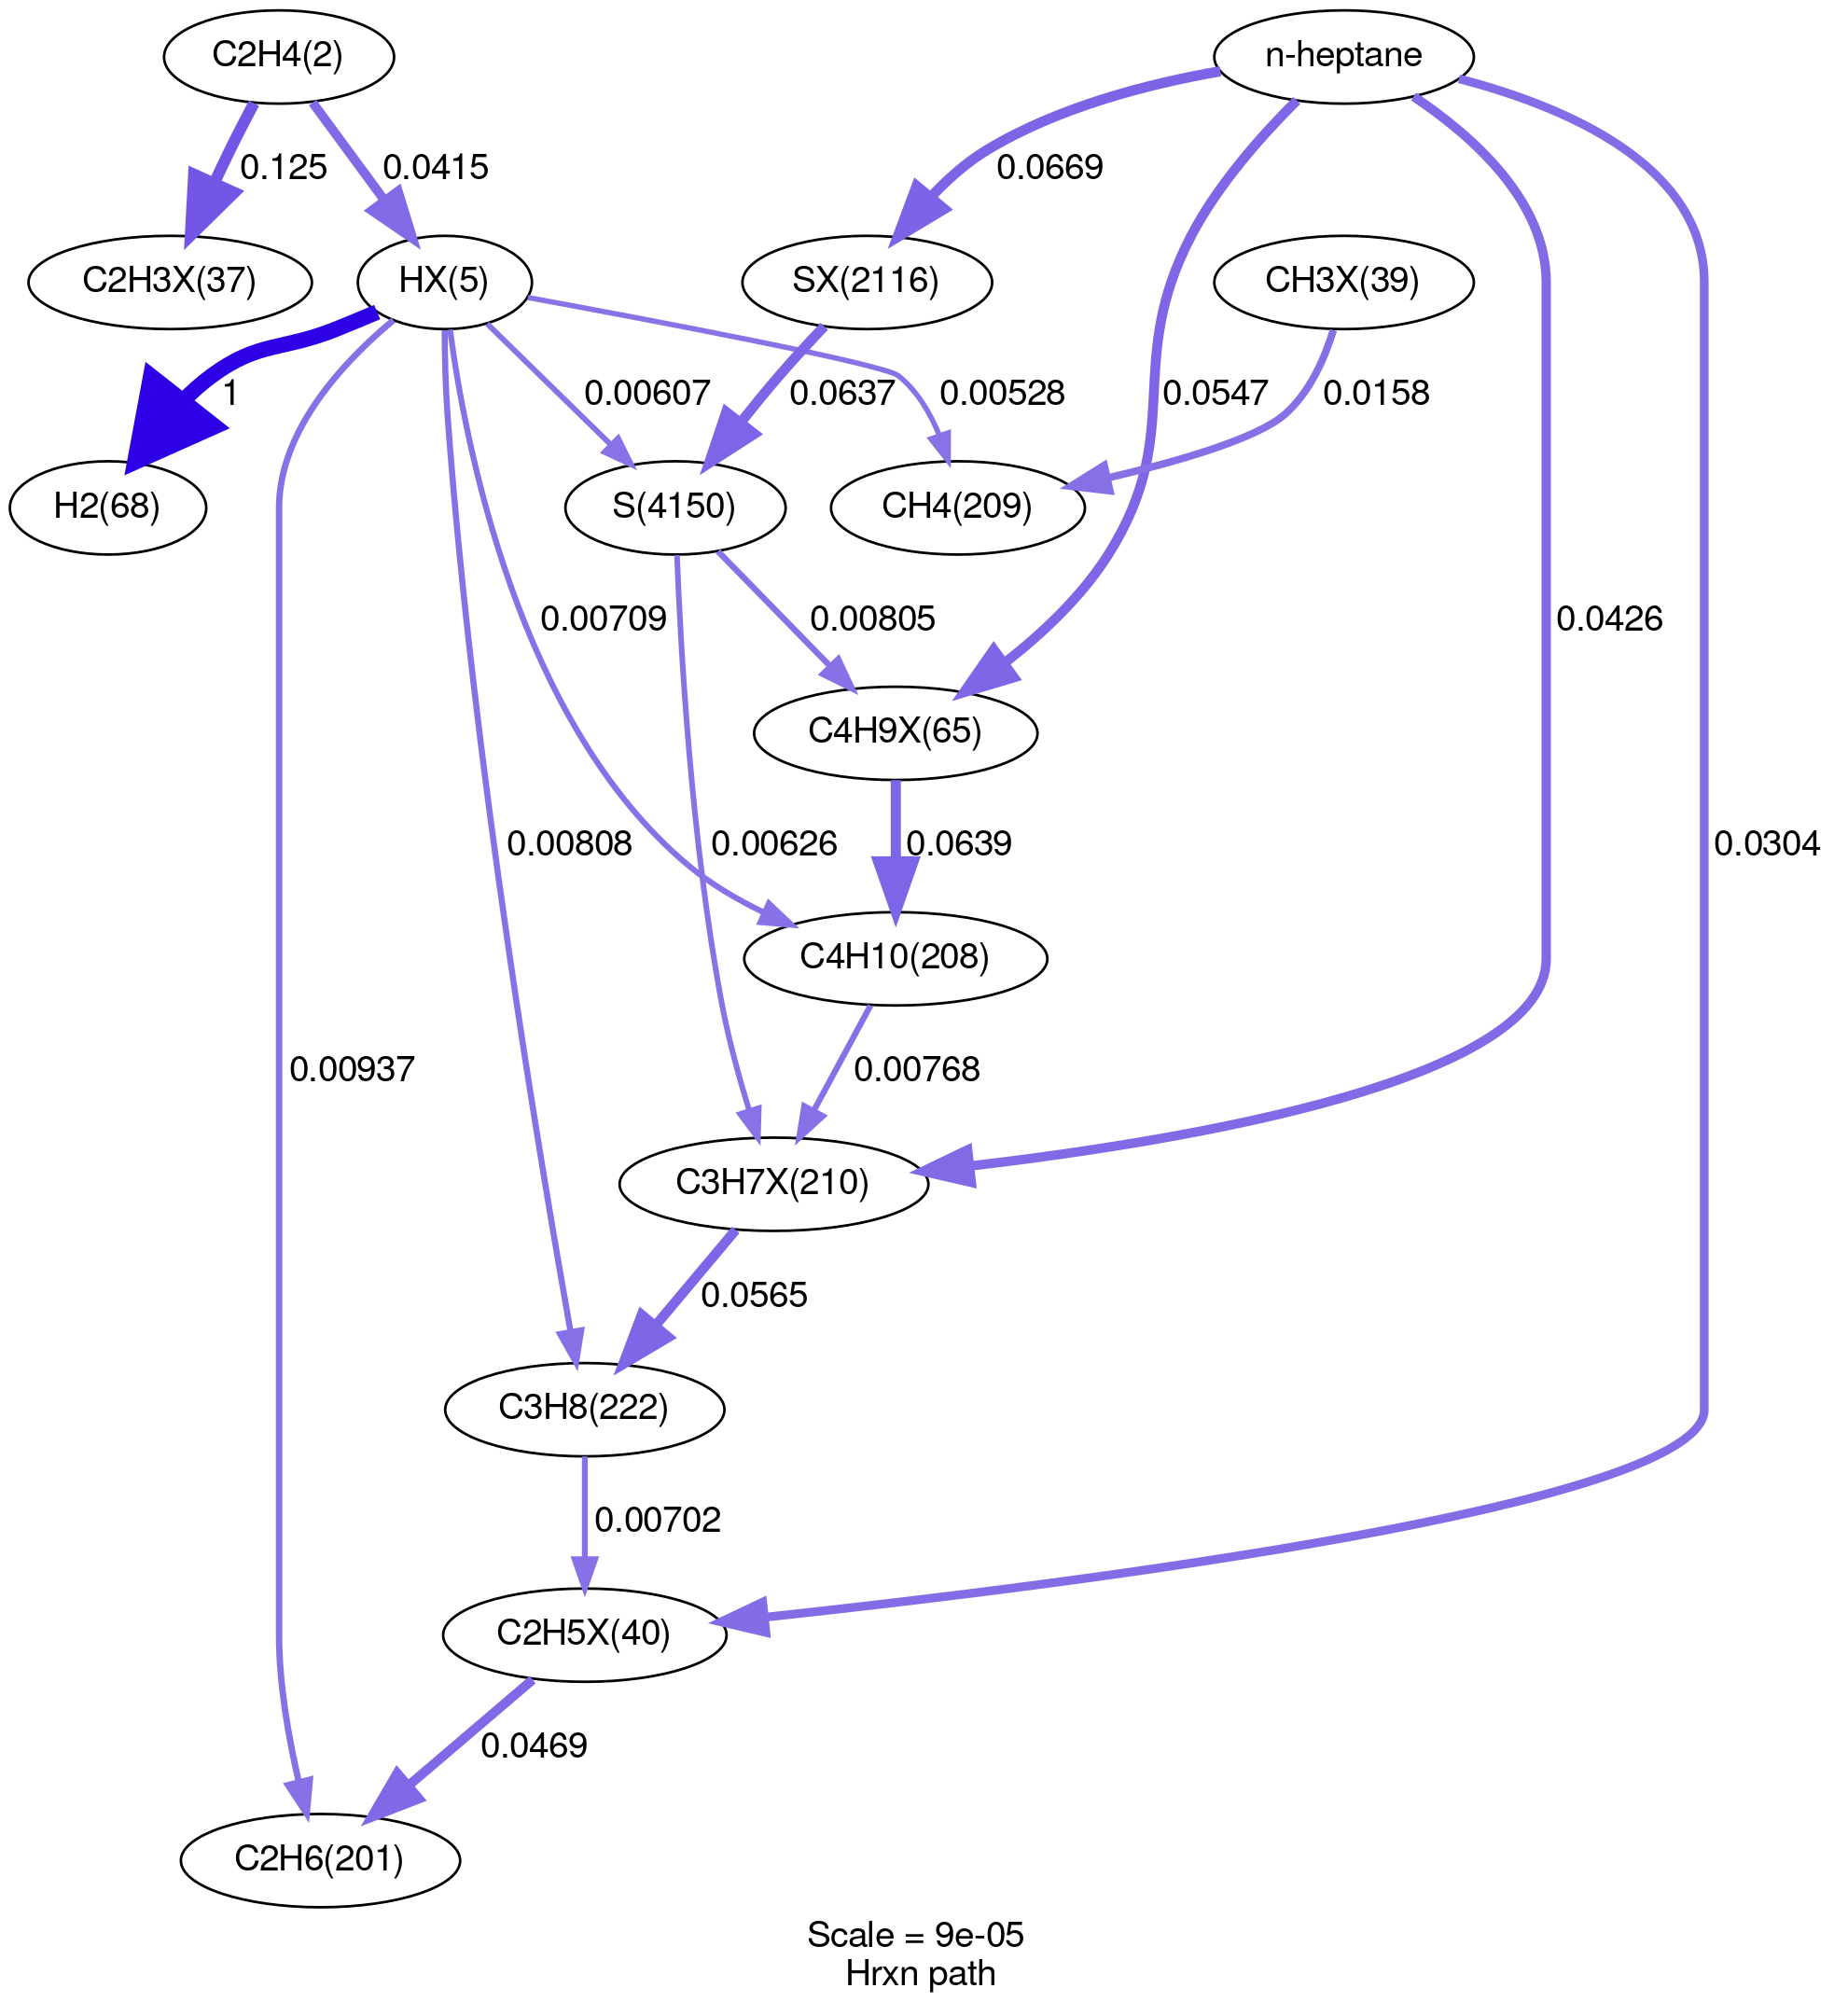 C2H4(2)
n-heptane
0.125
0.0415
0.0669
C2H3X(37)
HX(5)
SX(2116)
CH3X(39)
1
0.00607
0.0637
0.00528
0.0547
0.0158
H2(68)
S(4150)
CH4(209)
0.00709
0.00805
0.0426
C4H9X(65)
0.00808
0.00626
0.0639
0.0304
C4H10(208)
0.00937
0.00768
C3H7X(210)
0.0565
C3H8(222)
0.00702
C2H5X(40)
0.0469
C2H6(201)
Scale = 9e-05
Hrxn path